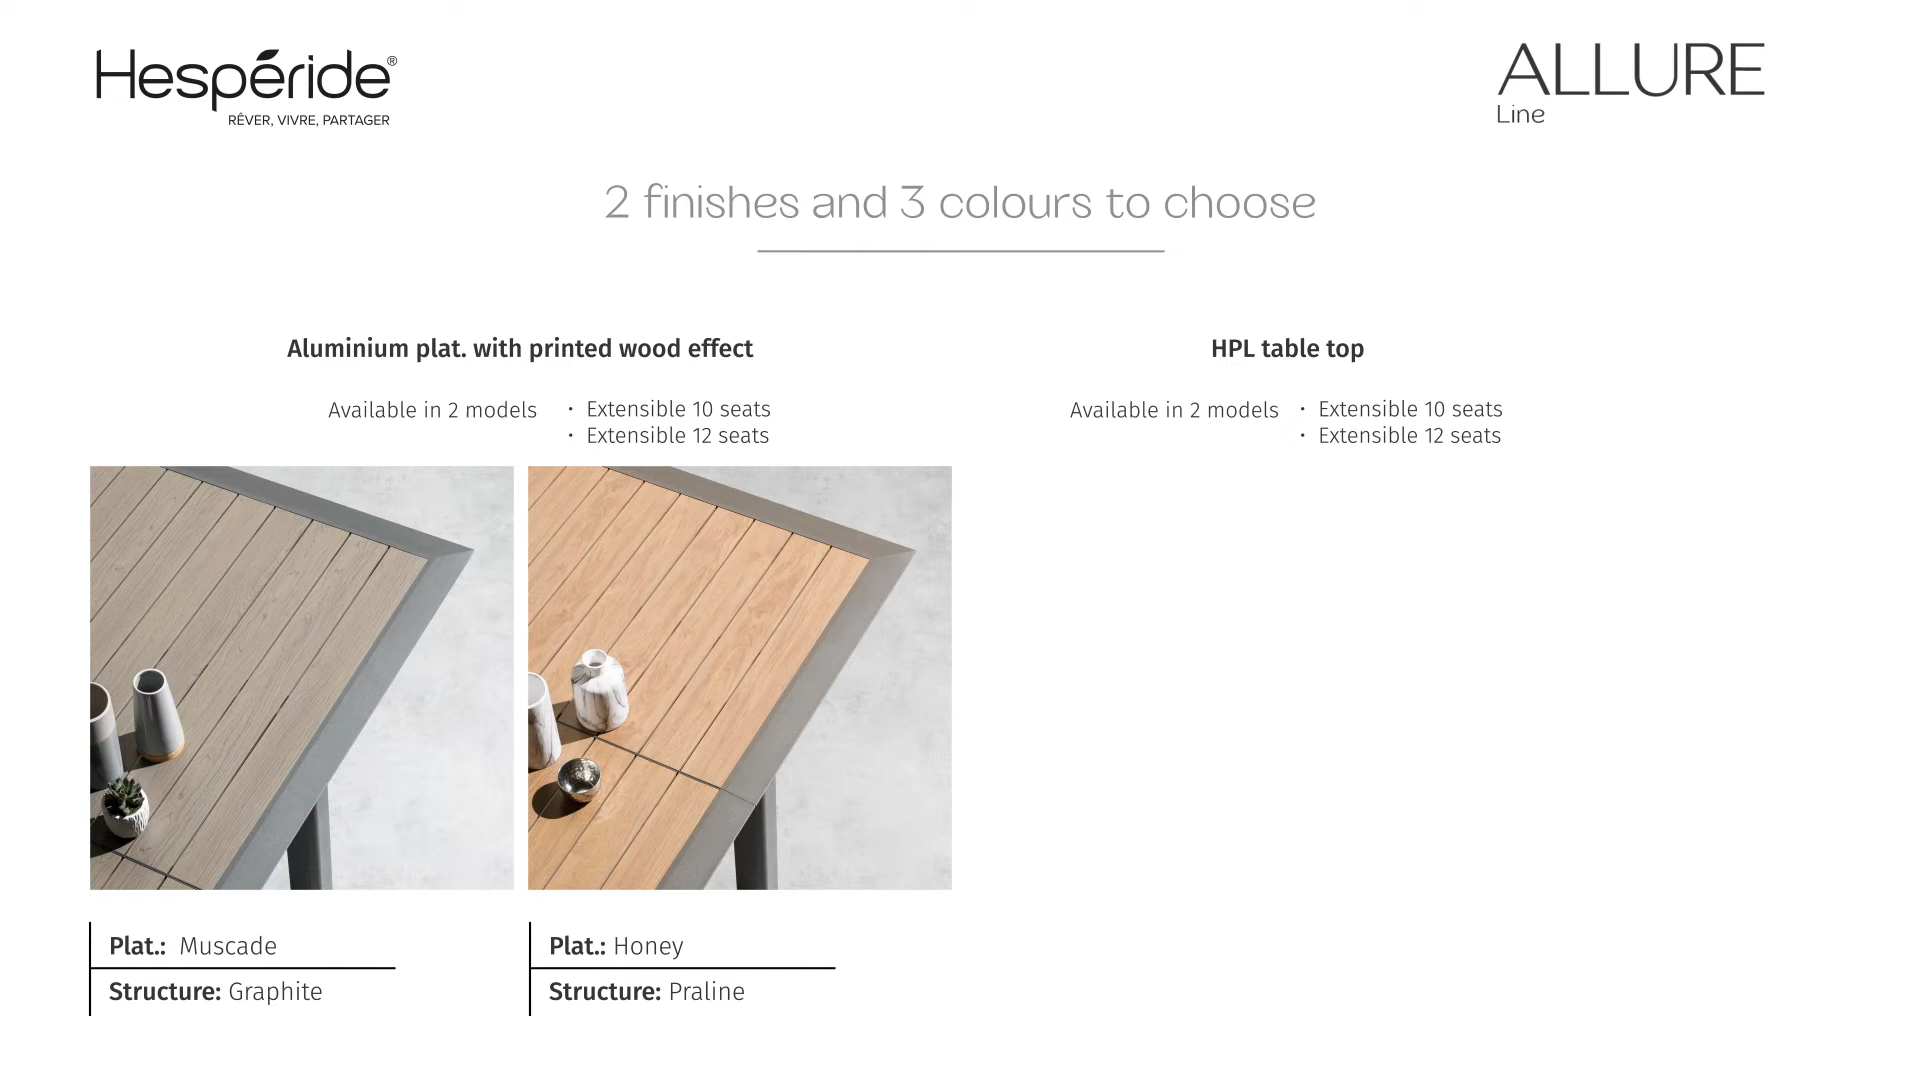 Hespéride®
RÊVER, VIVRE, PARTAGER
ALLURE
Line
2 finishes and 3 colours to choose
Aluminium plat. with printed wood effect
Available in 2 models
· Extensible 10 seats
· Extensible 12 seats
HPL table top
Available in 2 models
· Extensible 10 seats
· Extensible 12 seats
Plat.: Muscade
Structure: Graphite
Plat.: Honey
Structure: Praline